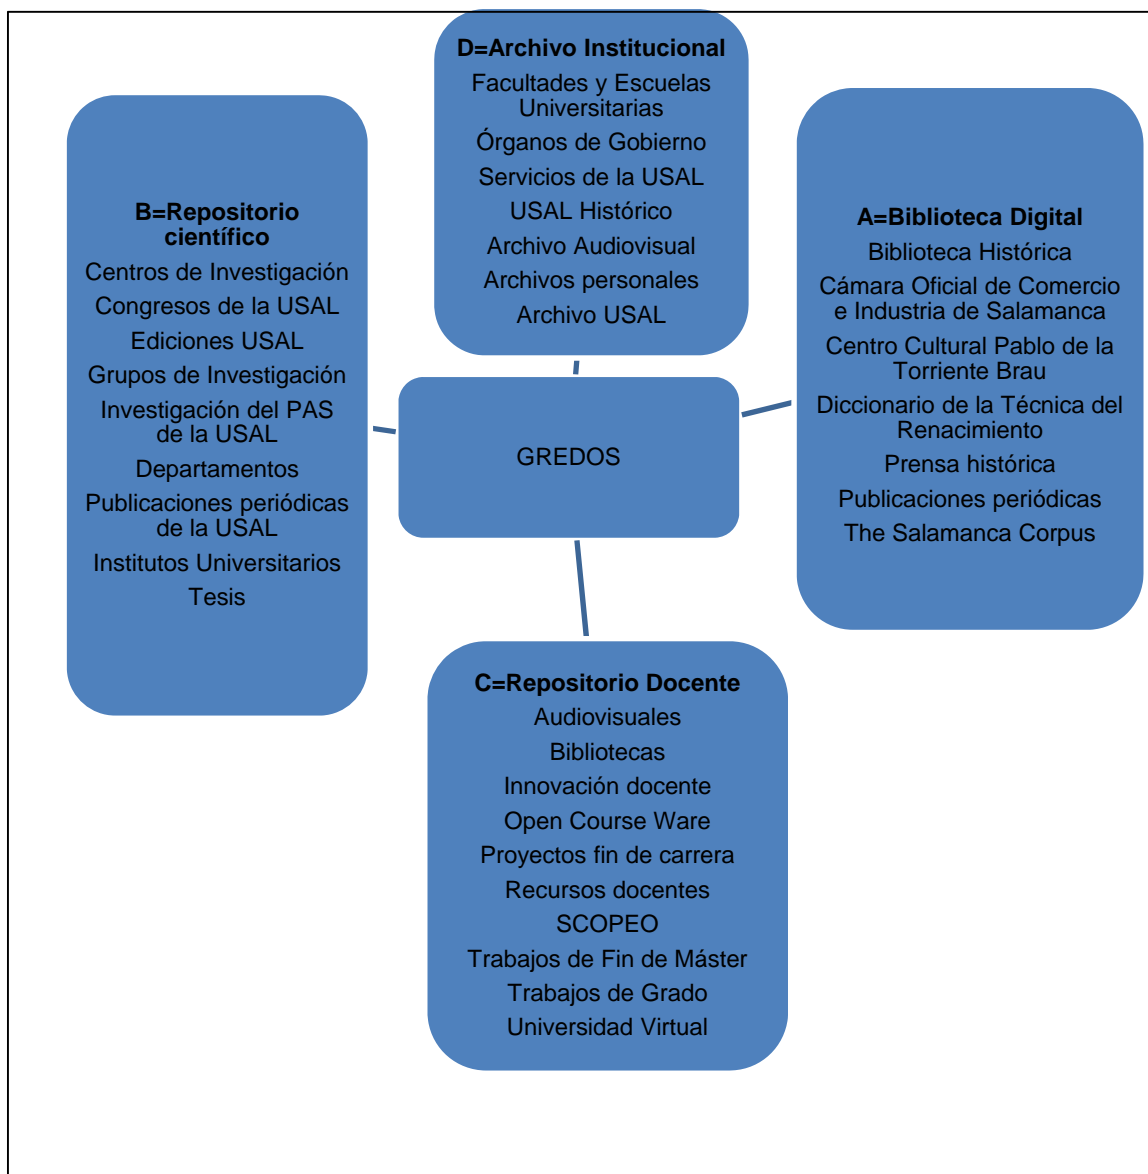 D=Archivo Institucional
Facultades y Escuelas
Universitarias
Órganos de Gobierno
Servicios de la USAL
USAL Histórico
Archivo Audiovisual
Archivos personales
Archivo USAL
B=Repositorio
científico
Centros de Investigación
Congresos de la USAL
Ediciones USAL
Grupos de Investigación
Investigación del PAS
de la USAL
Departamentos
Publicaciones periódicas
de la USAL
Institutos Universitarios
Tesis
GREDOS
A=Biblioteca Digital
Biblioteca Histórica
Cámara Oficial de Comercio
e Industria de Salamanca
Centro Cultural Pablo de la
Torriente Brau
Diccionario de la Técnica del
Renacimiento
Prensa histórica
Publicaciones periódicas
The Salamanca Corpus
C=Repositorio Docente
Audiovisuales
Bibliotecas
Innovación docente
Open Course Ware
Proyectos fin de carrera
Recursos docentes
SCOPEO
Trabajos de Fin de Máster
Trabajos de Grado
Universidad Virtual